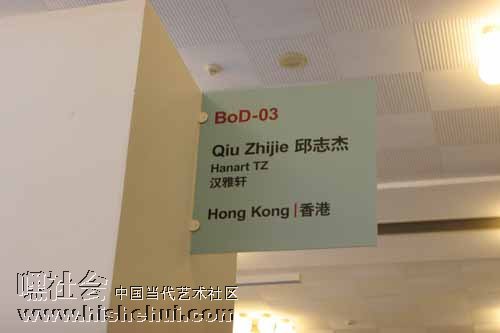 BoD-03
Qiu Zhijie 邱志杰
Hanart TZ
汉雅轩
Hong Kong | 香港
嘿社会 中国当代艺术社区
www.hishehui.com